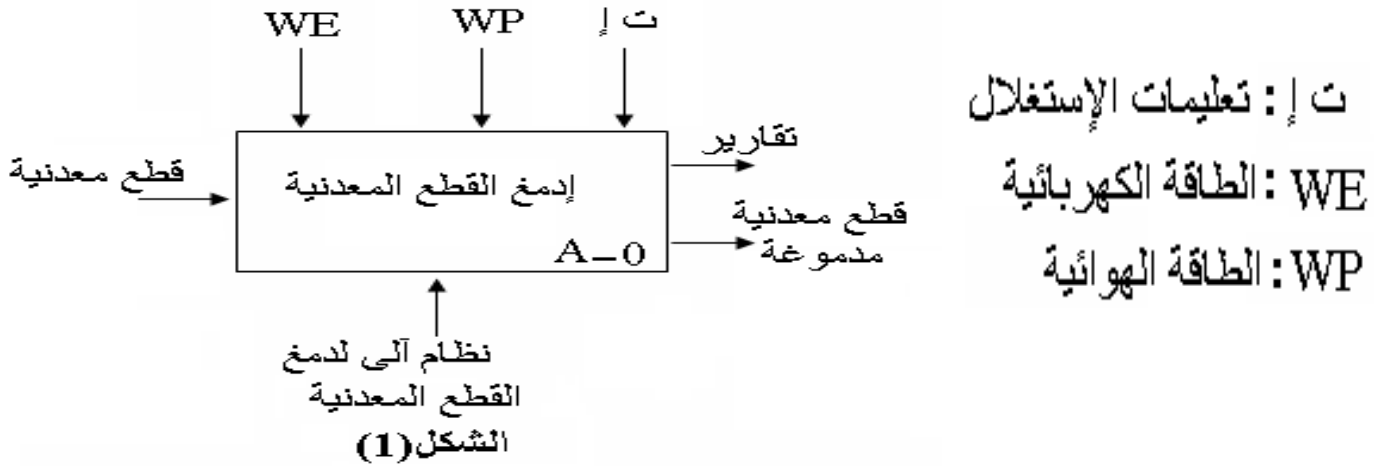 WE
WP
ت إ
تقارير
قطع معدنية
إدمغ القطع المعدنية
قطع معدنية
مدموغة
A-0
نظام آلى لدمغ
القطع المعدنية
الشكل(1)
ت إ : تعليمات الإستغلال
WE : الطاقة الكهربائية
WP : الطاقة الهوائية